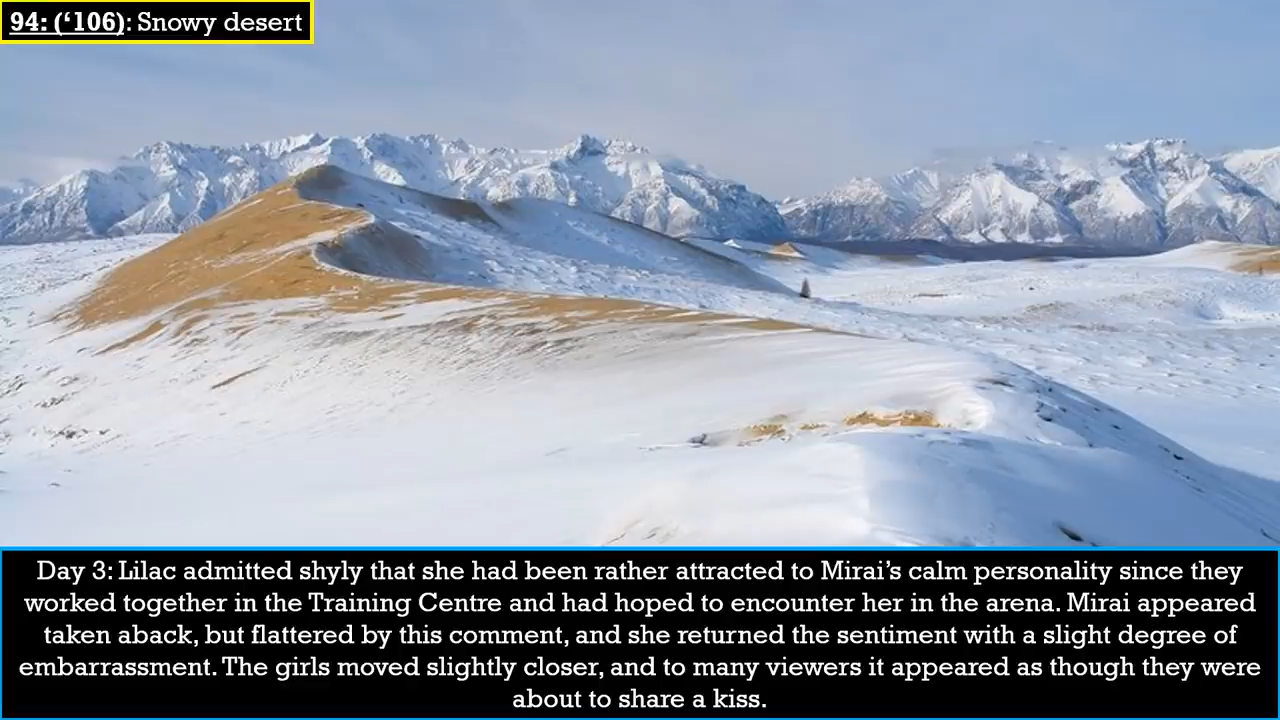 94: (‘106): Snowy desert
Day 3: Lilac admitted shyly that she had been rather attracted to Mirai’s calm personality since they
worked together in the Training Centre and had hoped to encounter her in the arena. Mirai appeared
taken aback, but flattered by this comment, and she returned the sentiment with a slight degree of
embarrassment. The girls moved slightly closer, and to many viewers it appeared as though they were
about to share a kiss.